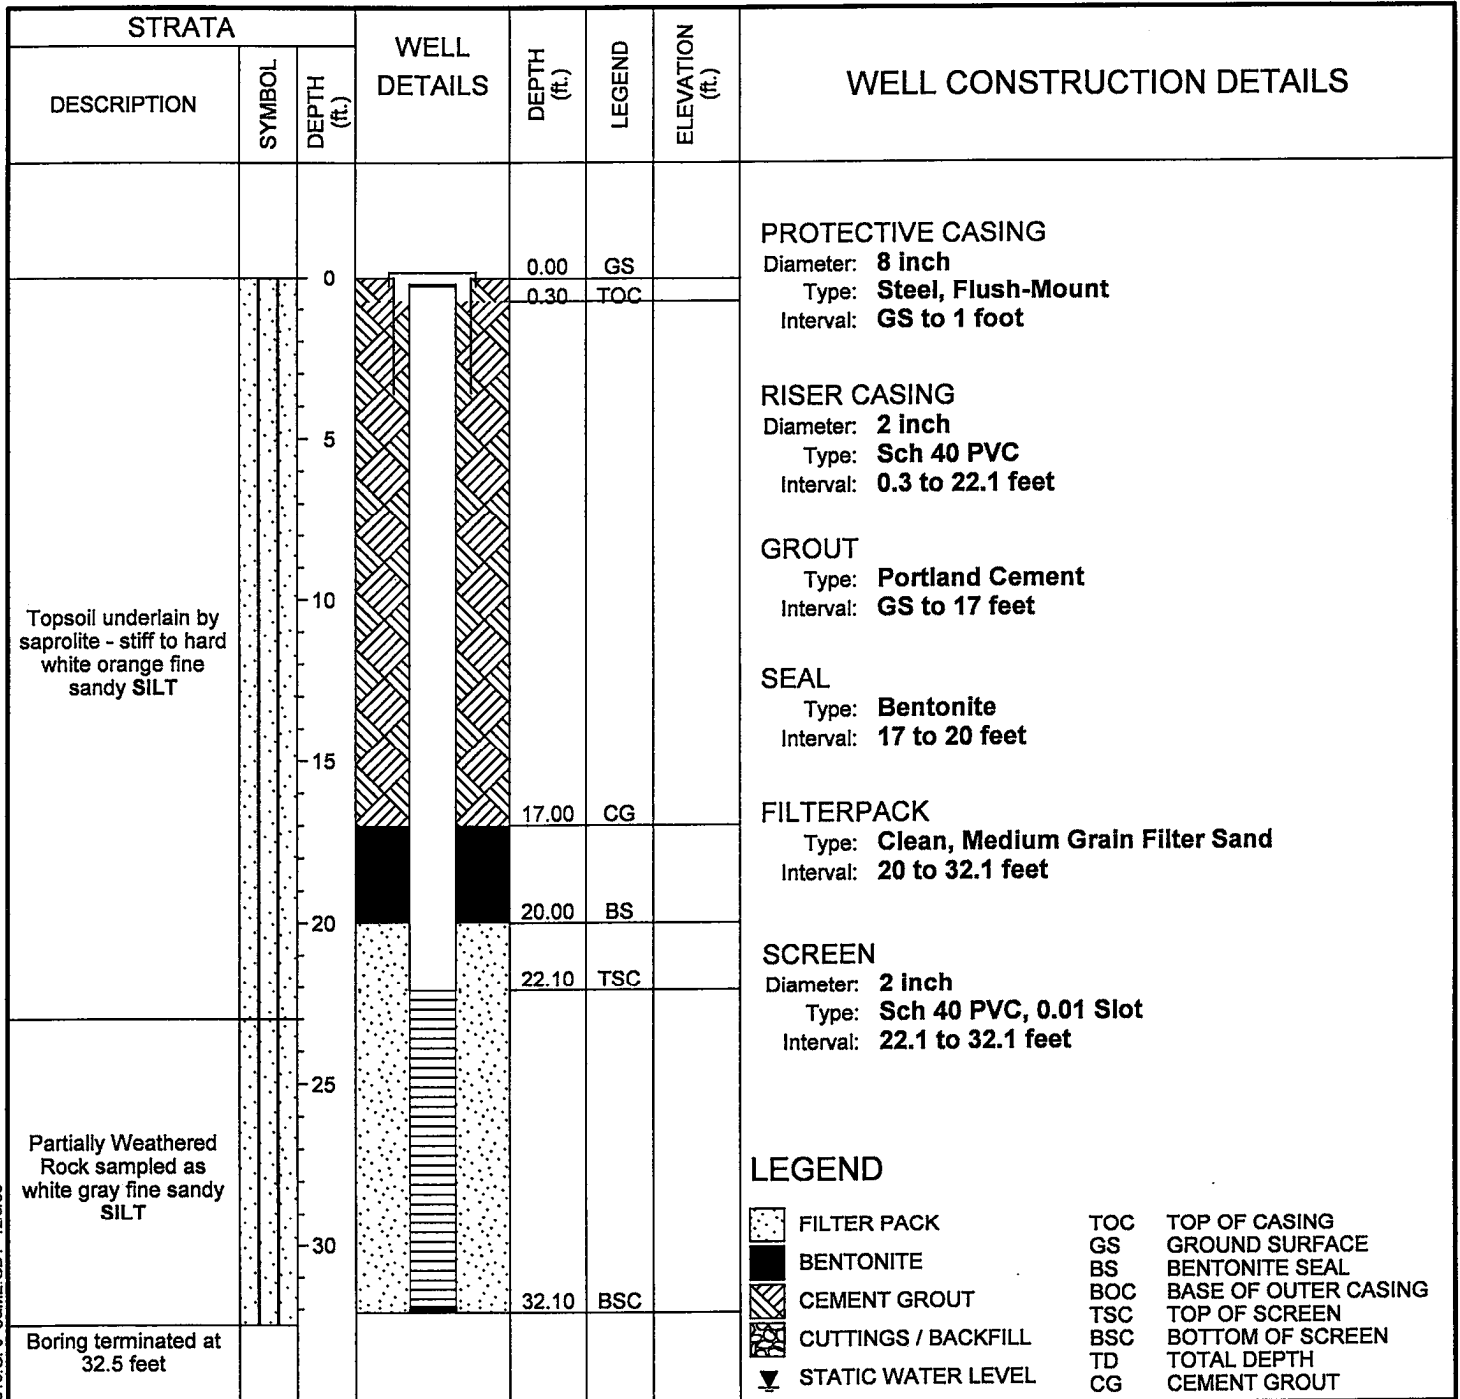 STRATA
DESCRIPTION
SYMBOL
DEPTH (ft.)
WELL DETAILS
DEPTH (ft.)
LEGEND
ELEVATION (ft.)
WELL CONSTRUCTION DETAILS
0
5
10
15
20
25
30
Topsoil underlain by
saprolite - stiff to hard
white orange fine
sandy SILT
Partially Weathered
Rock sampled as
white gray fine sandy
SILT
Boring terminated at
32.5 feet
0.00 GS
0.30 TOC
17.00 CG
20.00 BS
22.10 TSC
32.10 BSC
PROTECTIVE CASING
Diameter: 8 inch
Type: Steel, Flush-Mount
Interval: GS to 1 foot
RISER CASING
Diameter: 2 inch
Type: Sch 40 PVC
Interval: 0.3 to 22.1 feet
GROUT
Type: Portland Cement
Interval: GS to 17 feet
SEAL
Type: Bentonite
Interval: 17 to 20 feet
FILTERPACK
Type: Clean, Medium Grain Filter Sand
Interval: 20 to 32.1 feet
SCREEN
Diameter: 2 inch
Type: Sch 40 PVC, 0.01 Slot
Interval: 22.1 to 32.1 feet
LEGEND
FILTER PACK
BENTONITE
CEMENT GROUT
CUTTINGS / BACKFILL
STATIC WATER LEVEL
TOC TOP OF CASING
GS GROUND SURFACE
BS BENTONITE SEAL
BOC BASE OF OUTER CASING
TSC TOP OF SCREEN
BSC BOTTOM OF SCREEN
TD TOTAL DEPTH
CG CEMENT GROUT